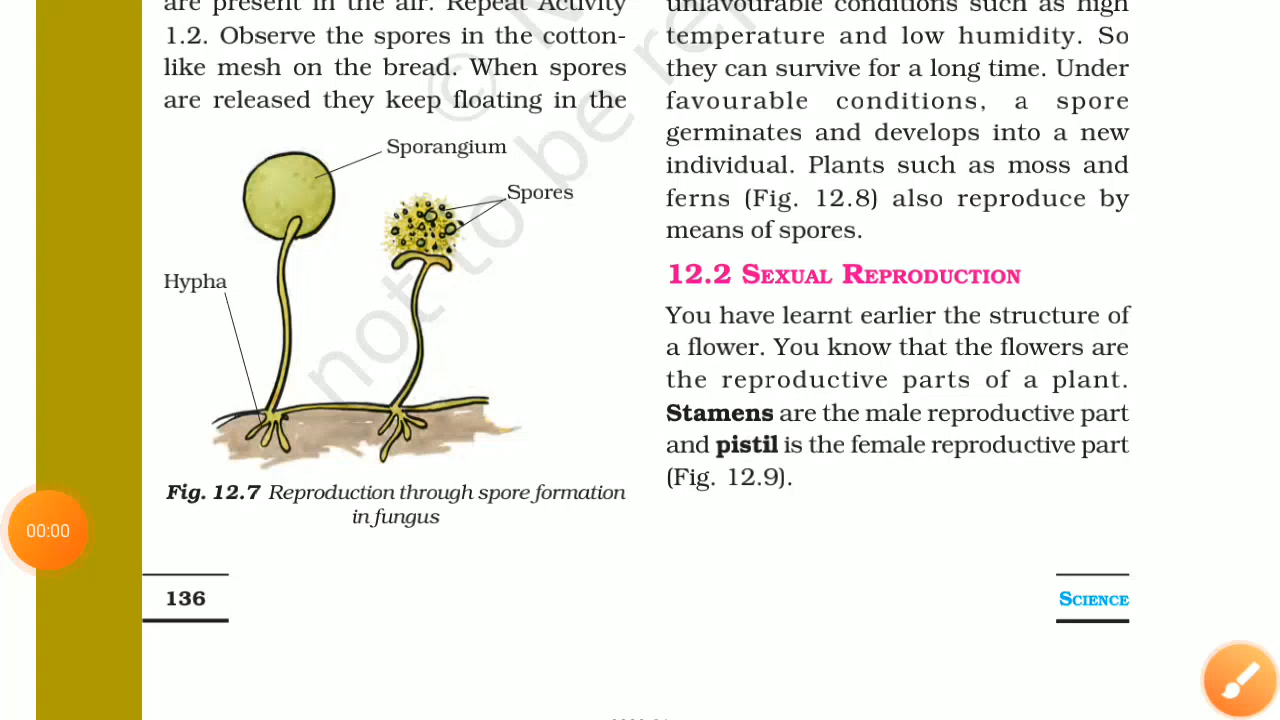 are present in the air. Repeat Activity
1.2. Observe the spores in the cotton-
like mesh on the bread. When spores
are released they keep floating in the
Sporangium
Spores
Hypha
Fig. 12.7 Reproduction through spore formation
in fungus
unlavourable conditions such as high
temperature and low humidity. So
they can survive for a long time. Under
favourable conditions, a spore
germinates and develops into a new
individual. Plants such as moss and
ferns (Fig. 12.8) also reproduce by
means of spores.
12.2 SEXUAL REPRODUCTION
You have learnt earlier the structure of
a flower. You know that the flowers are
the reproductive parts of a plant.
Stamens are the male reproductive part
and pistil is the female reproductive part
(Fig. 12.9).
00:00
136
SCIENCE
not to be re